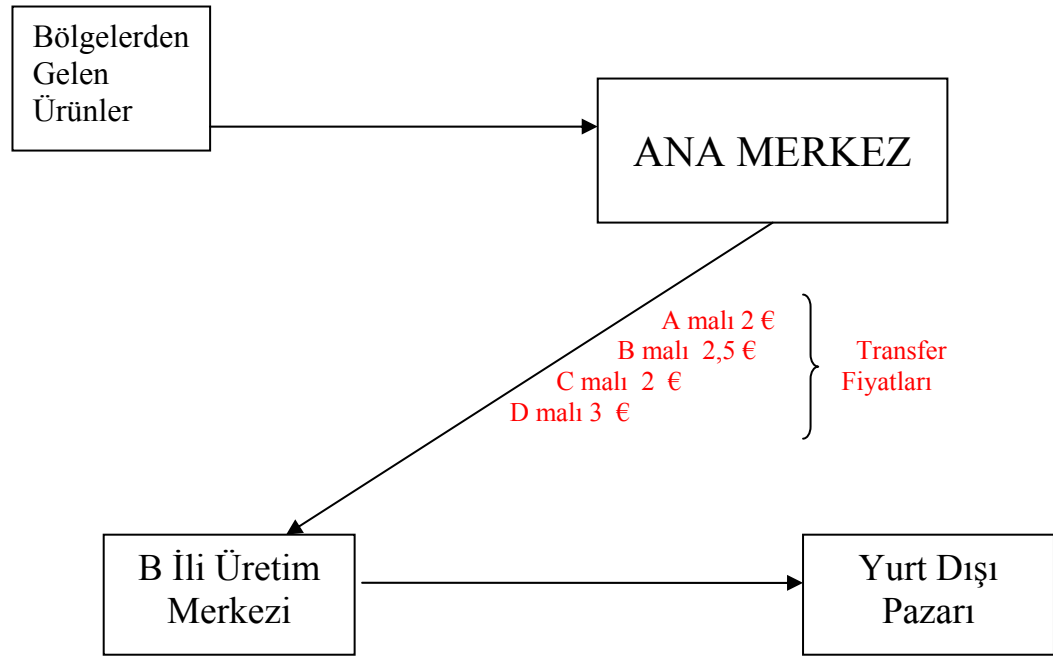 Bölgelerden
Gelen
Ürünler
ANA MERKEZ
A malı 2 €
B malı 2,5 €
C malı 2 €
D malı 3 €
Transfer
Fiyatları
B İli Üretim
Merkezi
Yurt Dışı
Pazarı